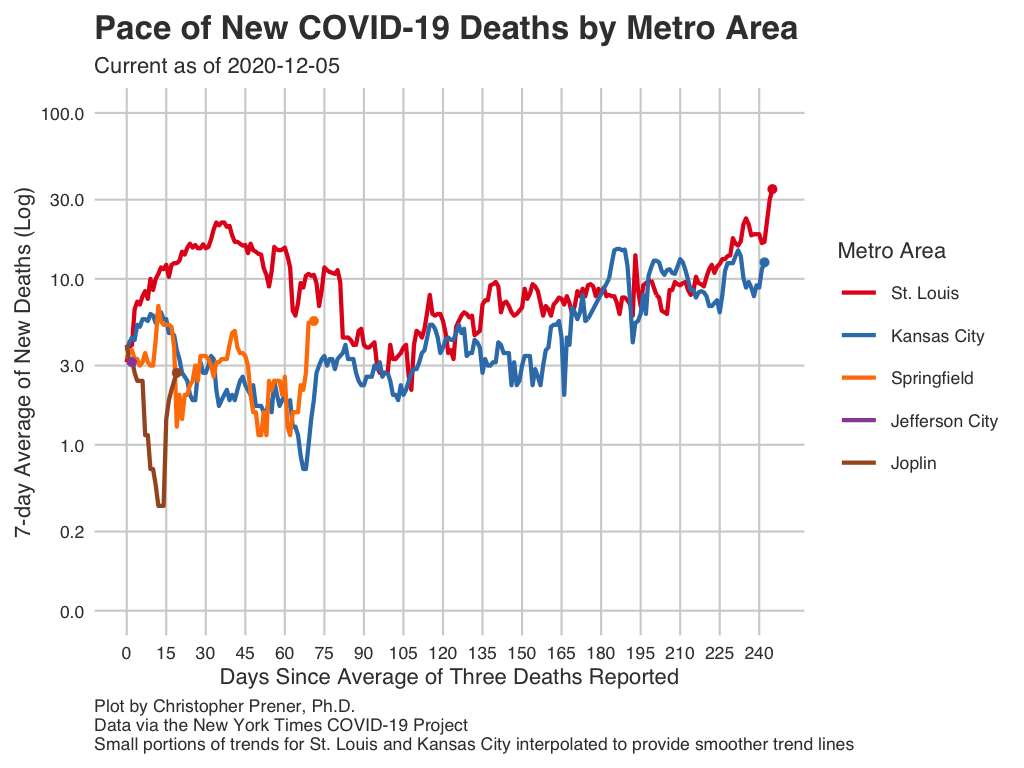 Pace of New COVID-19 Deaths by Metro Area
Current as of 2020-12-05
100.0
30.0
10.0
3.0
1.0
0.2
0.0
7-day Average of New Deaths (Log)
0 15 30 45 60 75 90 105 120 135 150 165 180 195 210 225 240
Days Since Average of Three Deaths Reported
Metro Area
St. Louis
Kansas City
Springfield
Jefferson City
Joplin
Plot by Christopher Prener, Ph.D.
Data via the New York Times COVID-19 Project
Small portions of trends for St. Louis and Kansas City interpolated to provide smoother trend lines